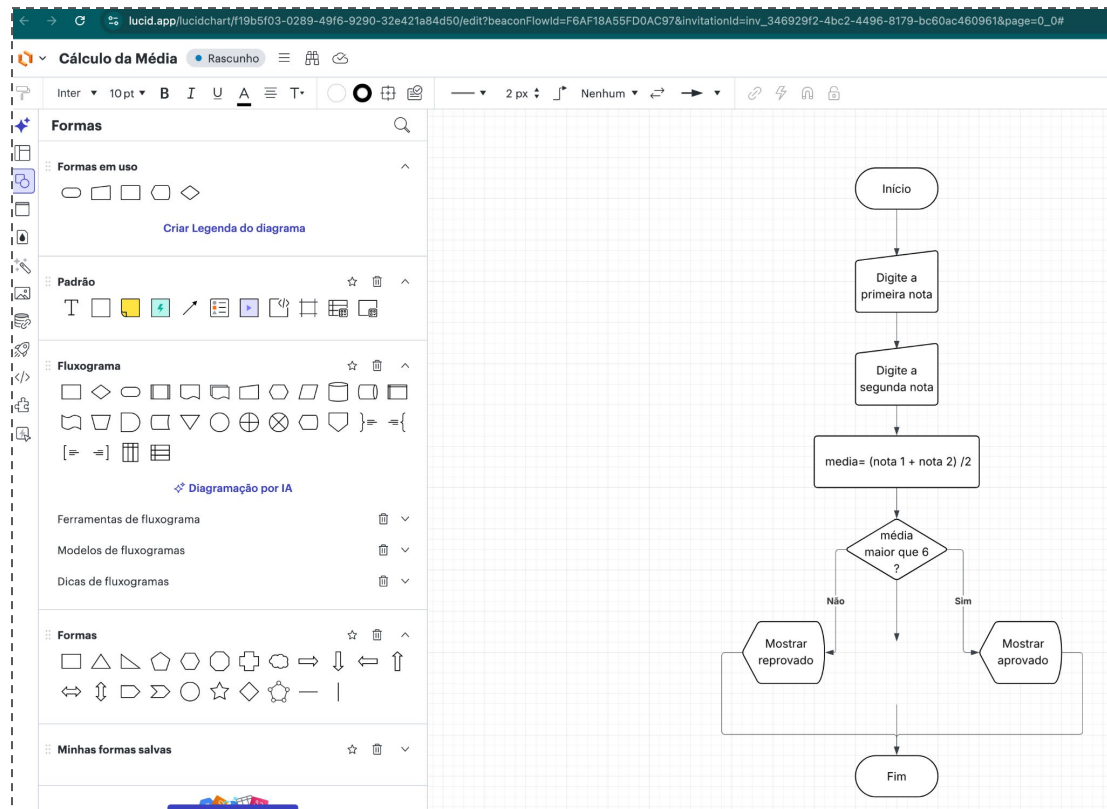 lucid.app/lucidchart/f19b5f03-0289-49f6-9290-32e421a84d50/edit?beaconFlowId=F6AF18A55FD0AC97&invitationId=inv_346929f2-4bc2-4496-8179-bc60ac460961&page=0_0#
Cálculo da Média
Rascunho
Inter 10 pt B I U A T 2 px Nenhum
Formas
Formas em uso
Criar Legenda do diagrama
Padrão
T
Fluxograma
Diagramação por IA
Ferramentas de fluxograma
Modelos de fluxogramas
Dicas de fluxogramas
Formas
Minhas formas salvas
Início
Digite a
primeira nota
Digite a
segunda nota
media= (nota 1 + nota 2) /2
média
maior que 6
?
Não
Sim
Mostrar
reprovado
Mostrar
aprovado
Fim